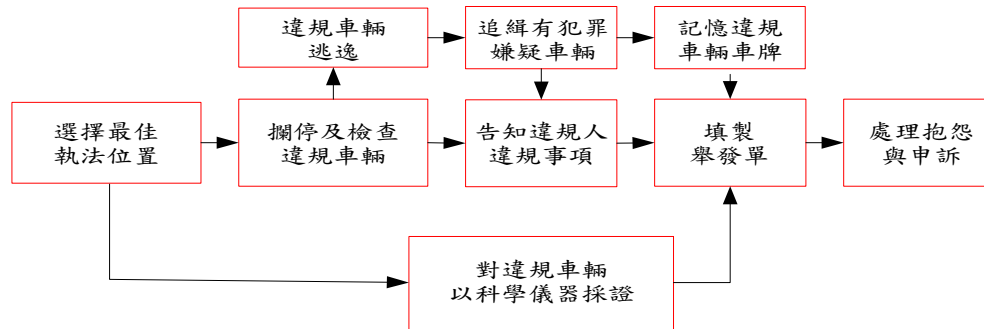 違規車輛
逃逸
追緝有犯罪
嫌疑車輛
記憶違規
車輛車牌
選擇最佳
執法位置
攔停及檢查
違規車輛
告知違規人
違規事項
填製
舉發單
處理抱怨
與申訴
對違規車輛
以科學儀器採證